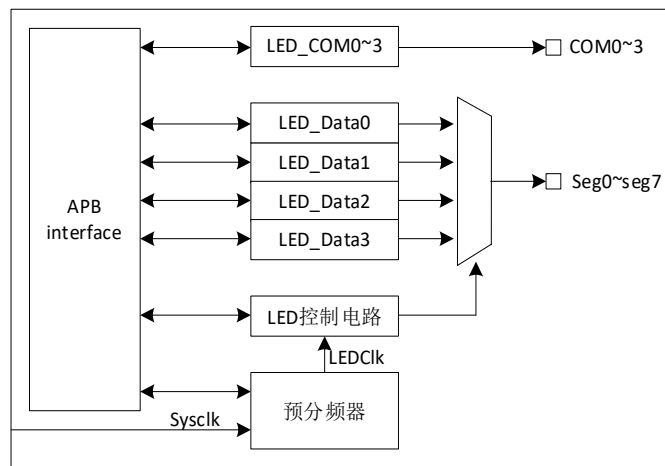 LED_COM0~3
COM0~3
LED_Data0
LED_Data1
Seg0~seg7
LED_Data2
APB
interface
LED_Data3
LED控制电路
LEDClk
预分频器
Sysclk